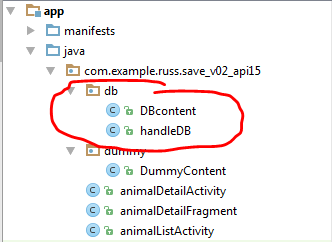 app
manifests
java
com.example.russ.save_v02_api15
db
DBcontent
handleDB
dummy
DummyContent
animalDetailActivity
animalDetailFragment
animalListActivity